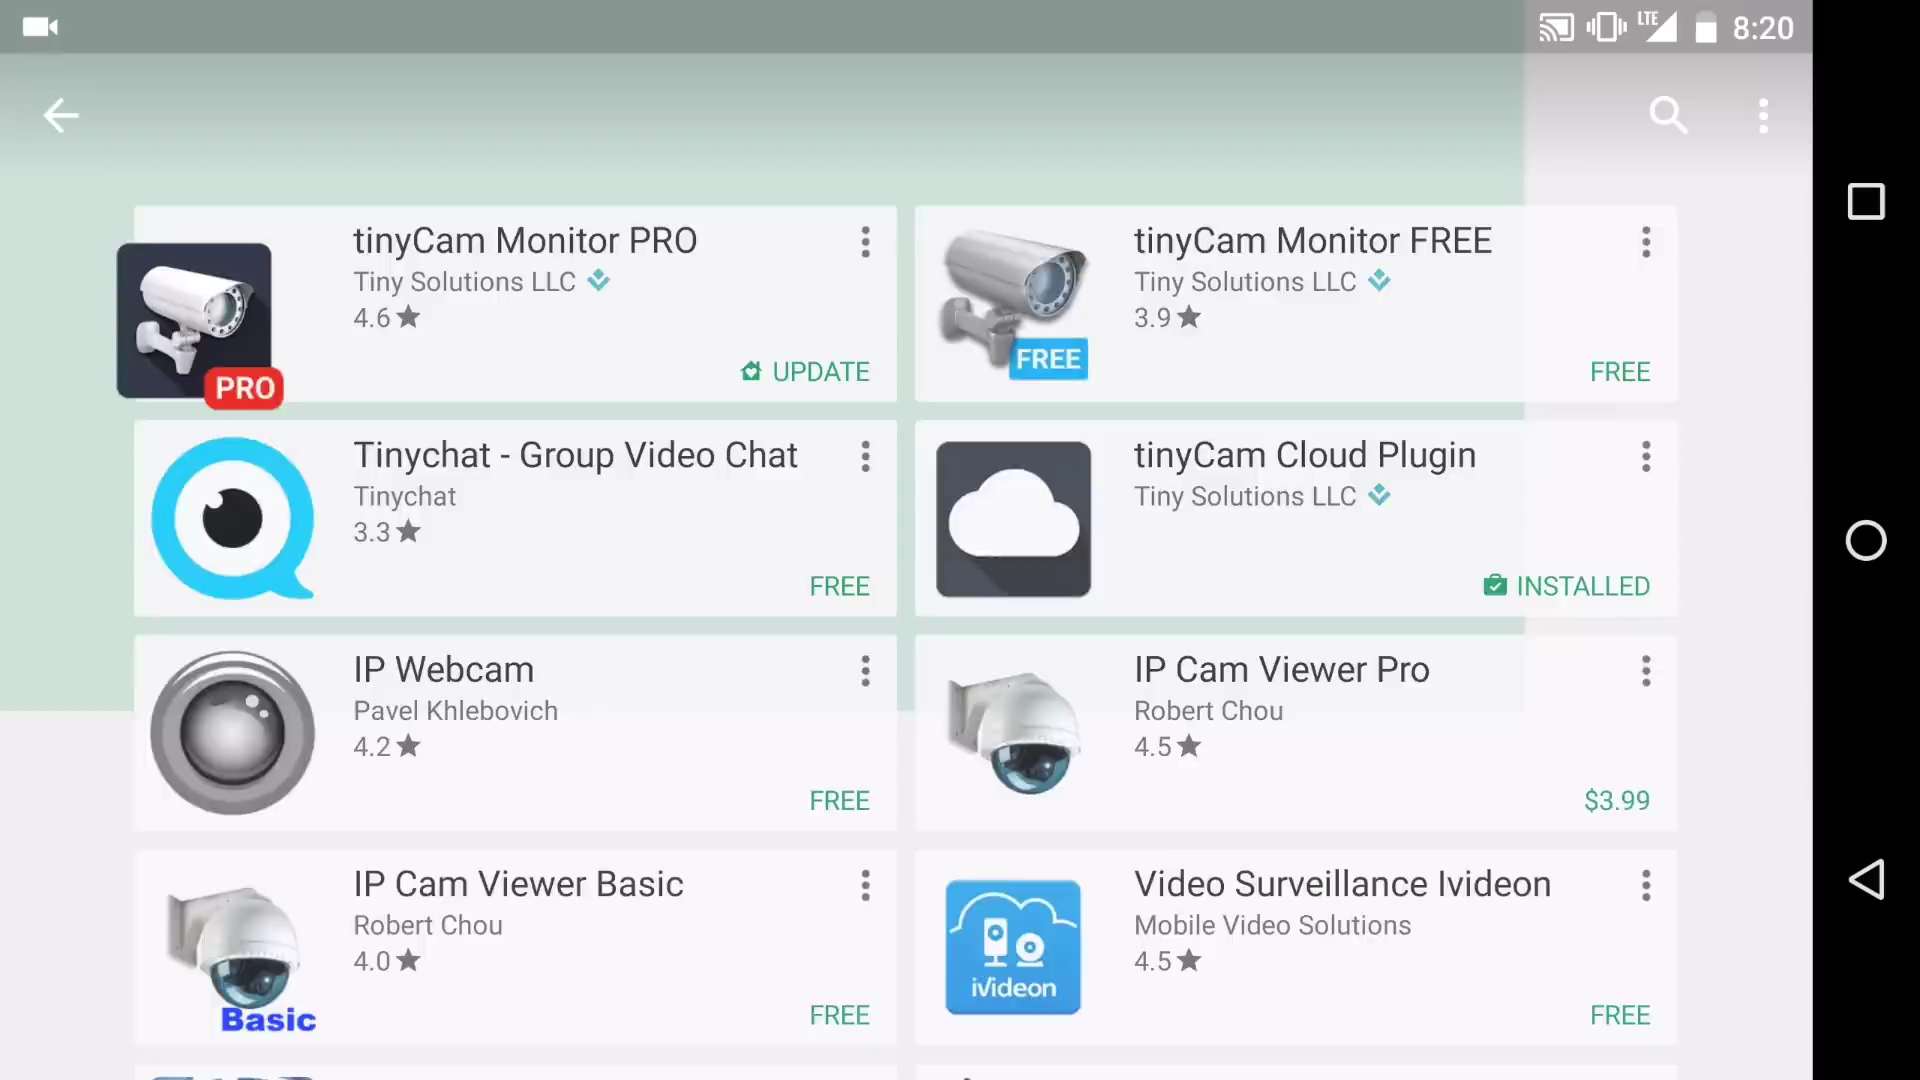 LTE 8:20
tinyCam Monitor PRO
Tiny Solutions LLC
4.6
UPDATE
PRO
tinyCam Monitor FREE
Tiny Solutions LLC
3.9
FREE
FREE
Tinychat - Group Video Chat
Tinychat
3.3
FREE
tinyCam Cloud Plugin
Tiny Solutions LLC
INSTALLED
IP Webcam
Pavel Khlebovich
4.2
FREE
IP Cam Viewer Pro
Robert Chou
4.5
$3.99
IP Cam Viewer Basic
Robert Chou
4.0
Basic
FREE
Video Surveillance Ivideon
Mobile Video Solutions
4.5
iVideon
FREE